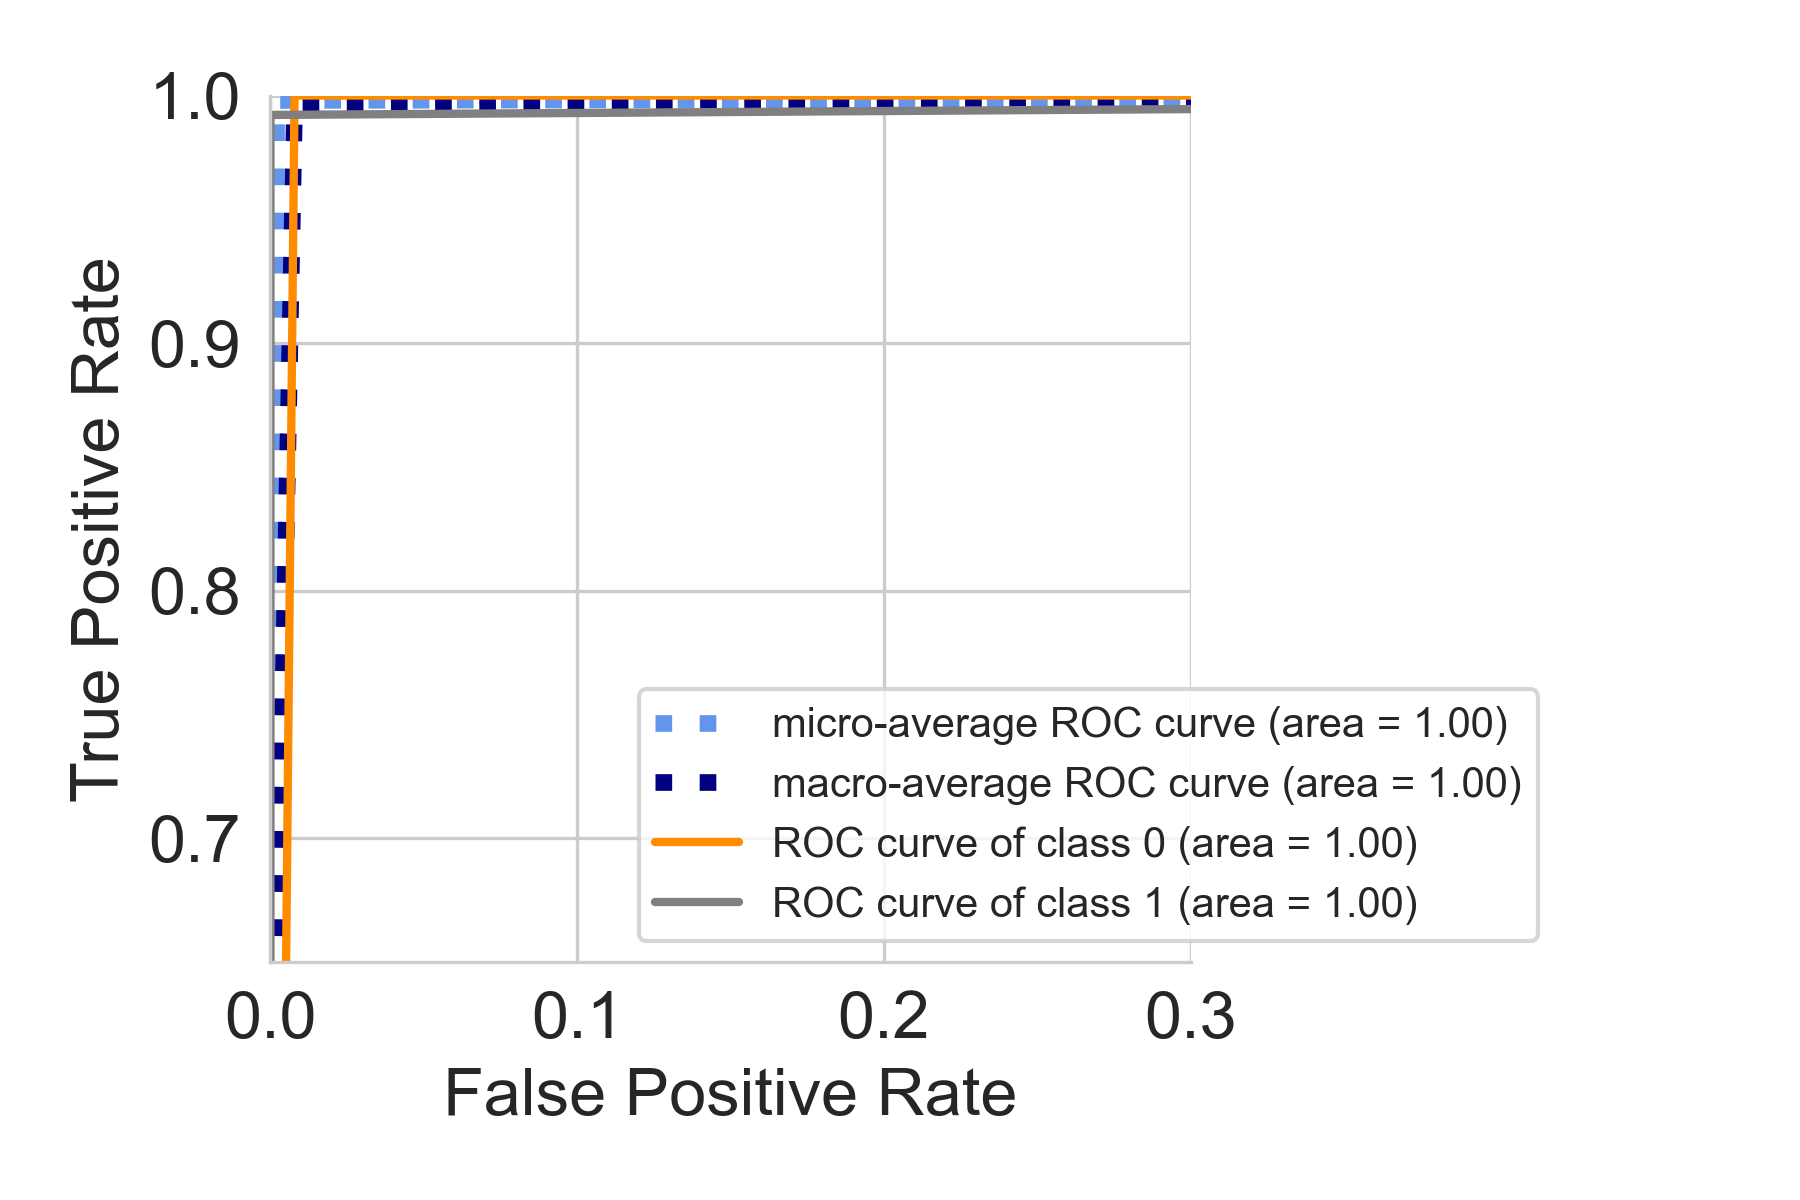 1.0
0.9
0.8
0.7
True Positive Rate
micro-average ROC curve (area = 1.00)
macro-average ROC curve (area = 1.00)
ROC curve of class 0 (area = 1.00)
ROC curve of class 1 (area = 1.00)
0.0 0.1 0.2 0.3
False Positive Rate